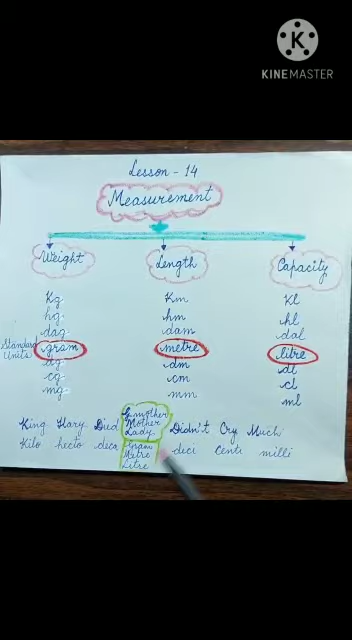 K
KINEMASTER
Lesson - 14
Measurement
Weight Length Capacity
Kg Km Kl
hg hm hl
dag dam dal
Standard Units gram metre litre
dg dm dl
cg cm cl
mg mm ml
G.mother
Mother
King Hary Died Lady Didn't Cry Much
Kilo hecto deca Gram deci centi milli
Metre
Litre